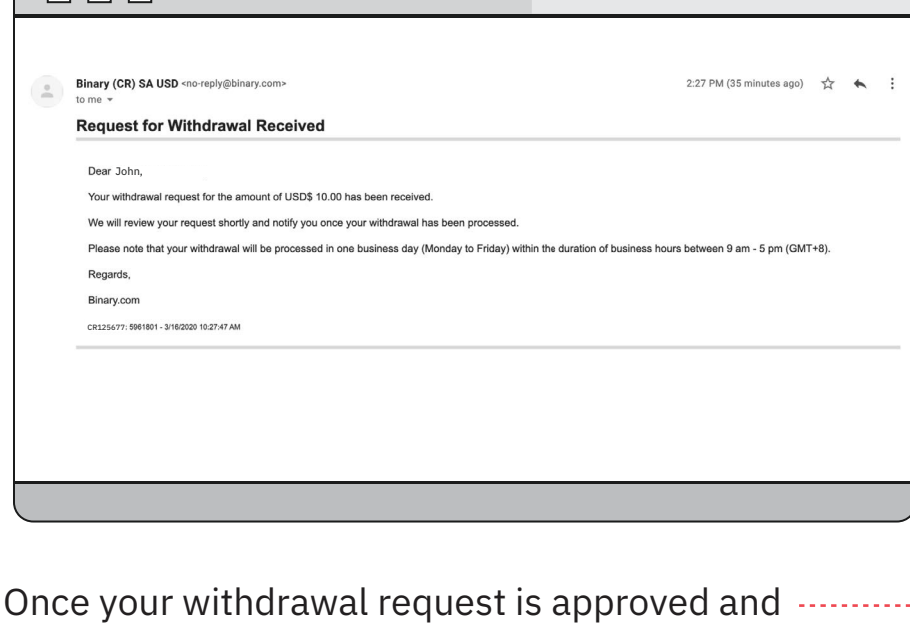 Binary (CR) SA USD <no-reply@binary.com>
2:27 PM (35 minutes ago)
to me
Request for Withdrawal Received
Dear John,
Your withdrawal request for the amount of USD$ 10.00 has been received.
We will review your request shortly and notify you once your withdrawal has been processed.
Please note that your withdrawal will be processed in one business day (Monday to Friday) within the duration of business hours between 9 am - 5 pm (GMT+8).
Regards,
Binary.com
CR125677: 5961801 - 3/16/2020 10:27:47 AM
Once your withdrawal request is approved and